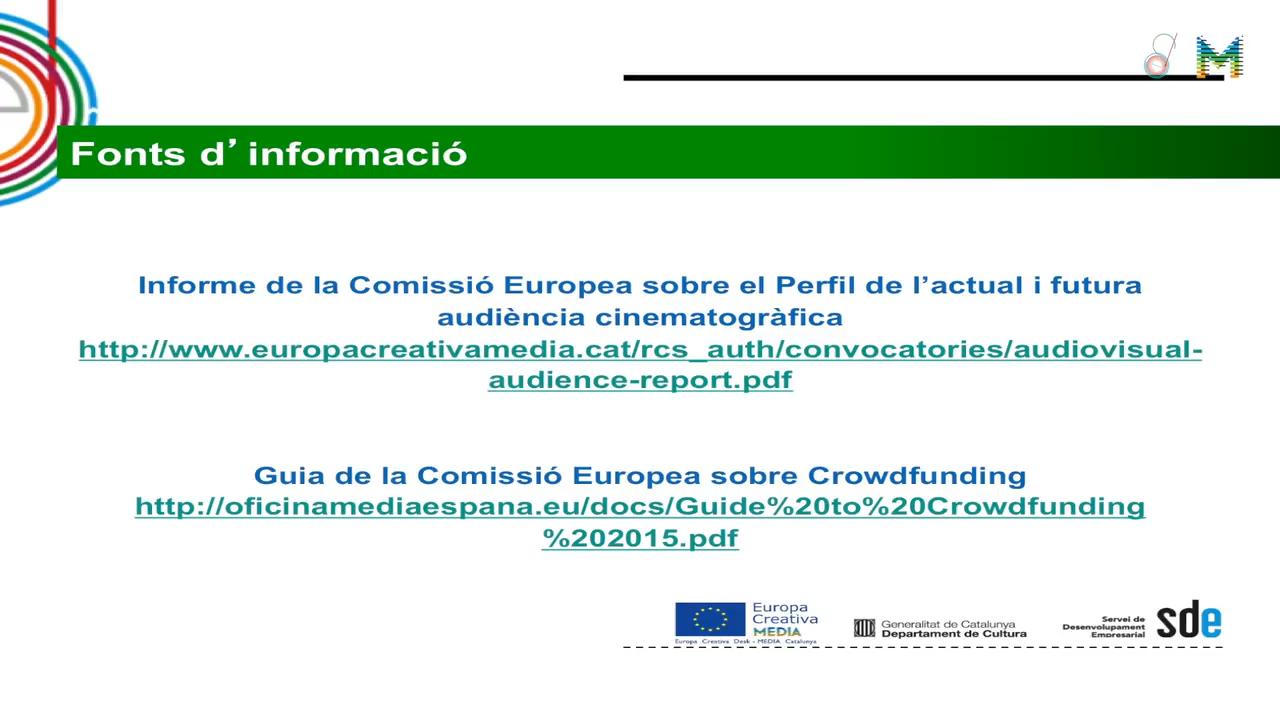 Fonts d’informació
Informe de la Comissió Europea sobre el Perfil de l’actual i futura
audiència cinematogràfica
http://www.europacreativamedia.cat/rcs_auth/convocatories/audiovisual-
audience-report.pdf
Guia de la Comissió Europea sobre Crowdfunding
http://oficinamediaespana.eu/docs/Guide%20to%20Crowdfunding
%202015.pdf
Europa
Creativa
MEDIA
Europa Creativa Desk - MEDIA Catalunya
Generalitat de Catalunya
Departament de Cultura
Servei de
Desenvolupament
Empresarial
sde
M